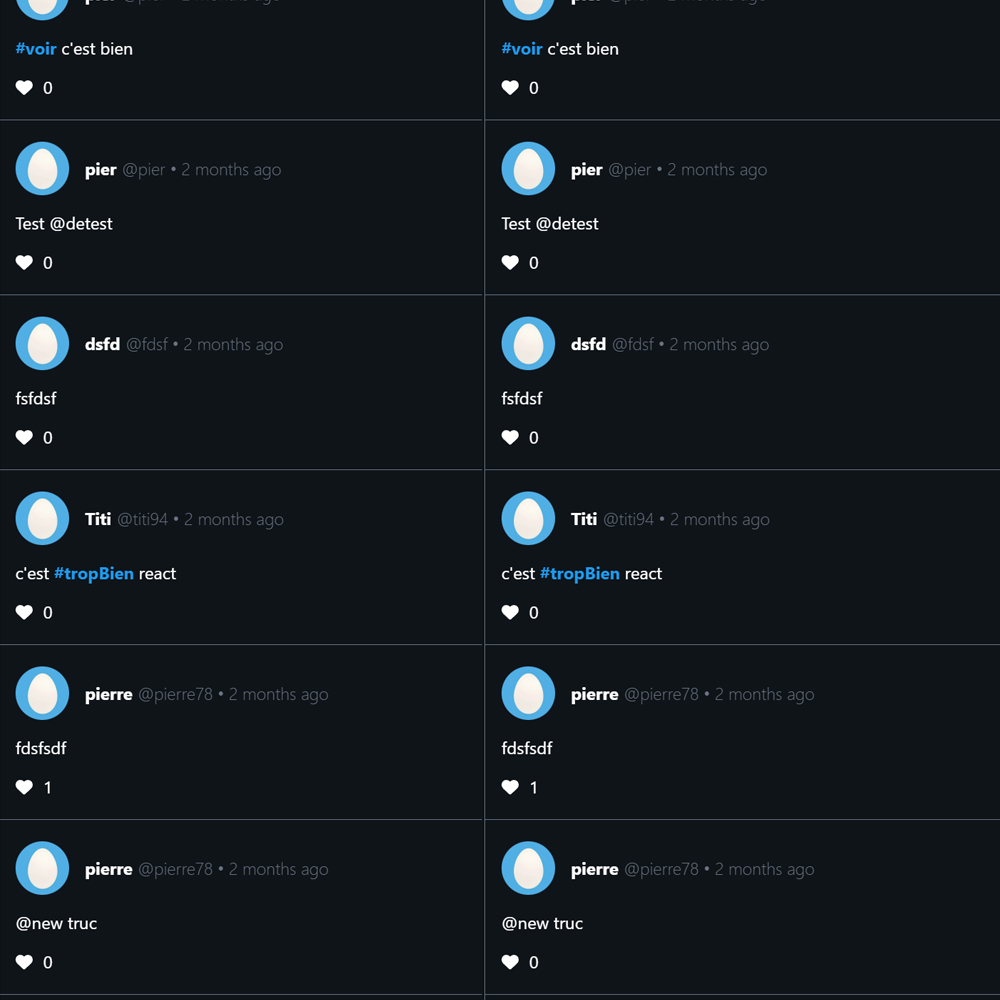 #voir c'est bien
0
pier @pier • 2 months ago
Test @detest
0
dsfd @fdsf • 2 months ago
fsfdsf
0
Titi @titi94 • 2 months ago
c'est #tropBien react
0
pierre @pierre78 • 2 months ago
fdsfsdf
1
pierre @pierre78 • 2 months ago
@new truc
0
#voir c'est bien
0
pier @pier • 2 months ago
Test @detest
0
dsfd @fdsf • 2 months ago
fsfdsf
0
Titi @titi94 • 2 months ago
c'est #tropBien react
0
pierre @pierre78 • 2 months ago
fdsfsdf
1
pierre @pierre78 • 2 months ago
@new truc
0